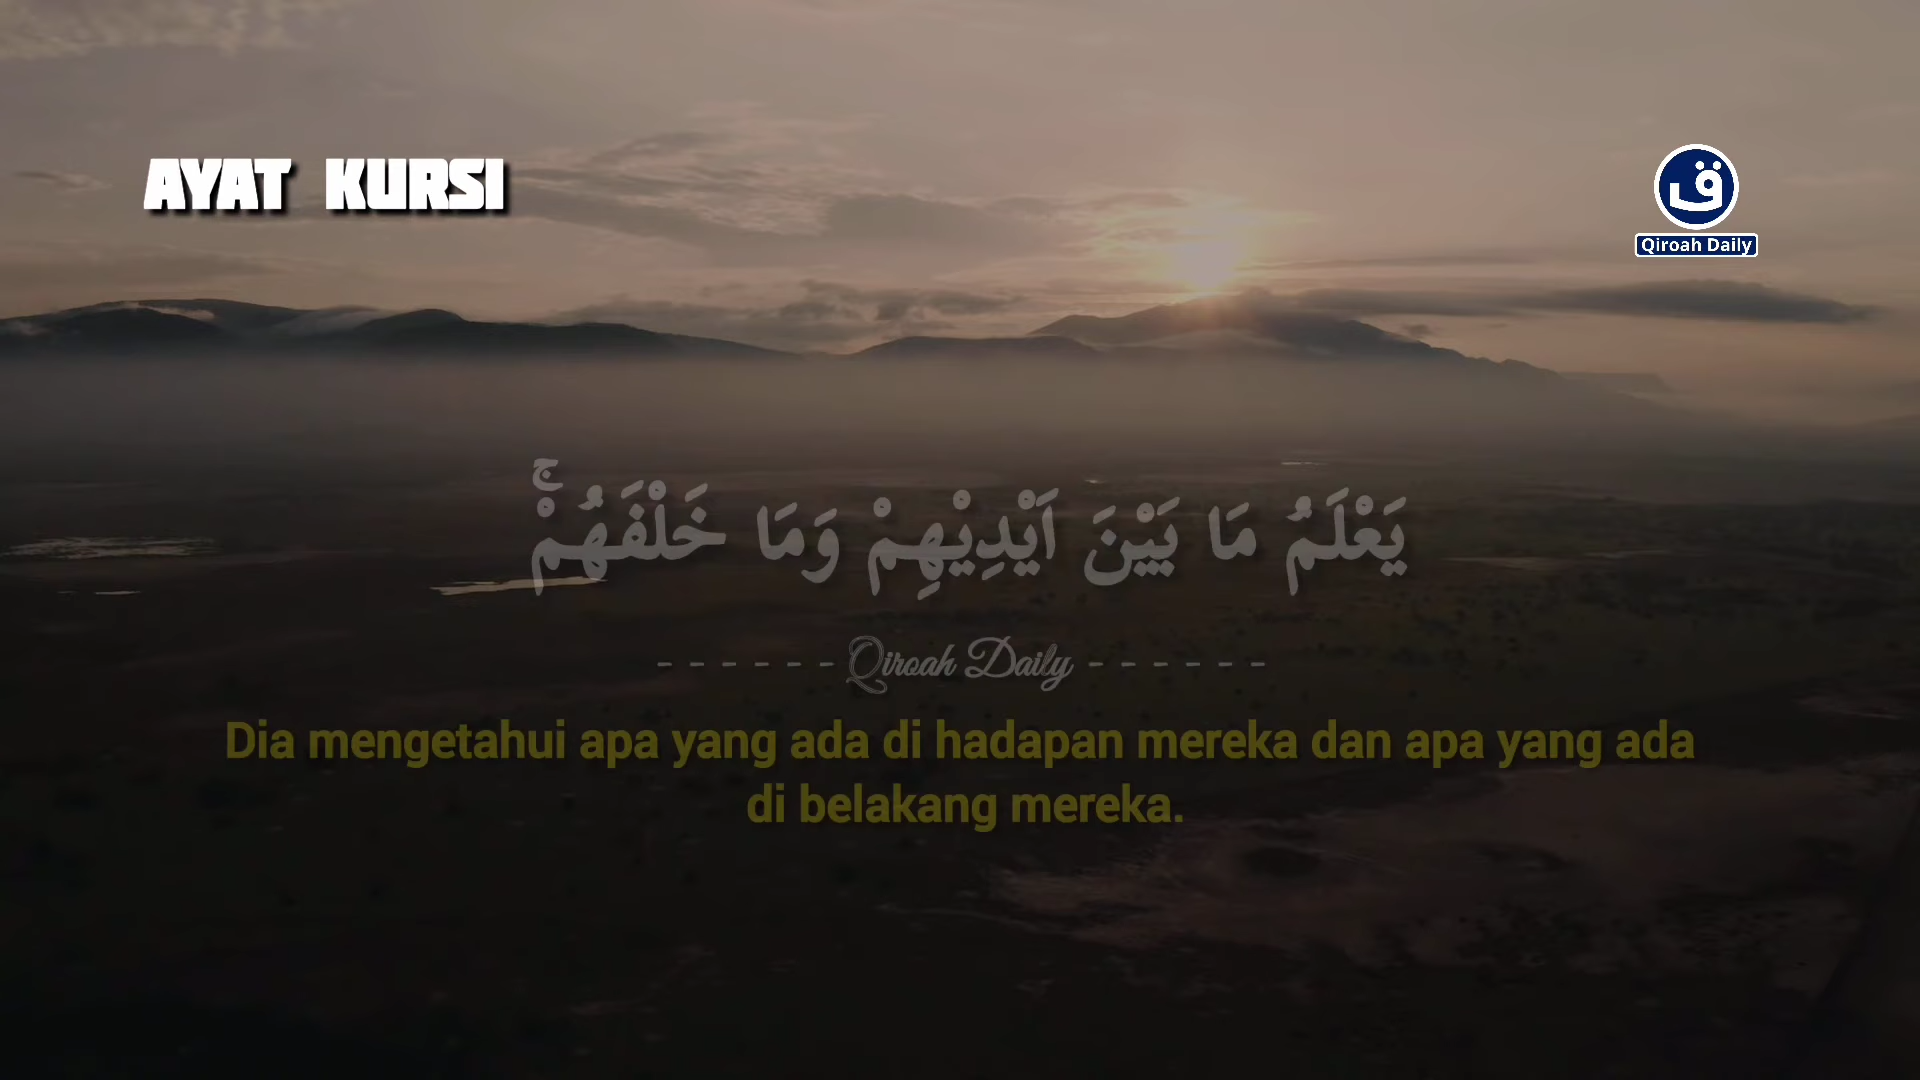 AYAT KURSI
ق
Qiroah Daily
يَعْلَمُ مَا بَيْنَ اَيْدِيْهِمْ وَمَا خَلْفَهُمْۚ
------Qiroah Daily------
Dia mengetahui apa yang ada di hadapan mereka dan apa yang ada
di belakang mereka.